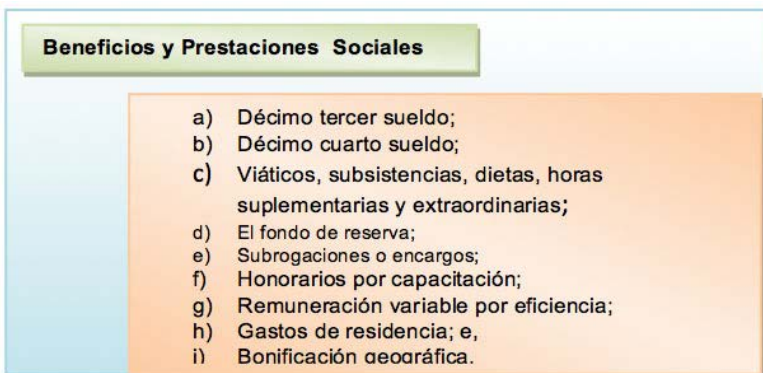 Beneficios y Prestaciones Sociales
a) Décimo tercer sueldo;
b) Décimo cuarto sueldo;
c) Viáticos, subsistencias, dietas, horas
suplementarias y extraordinarias;
d) El fondo de reserva;
e) Subrogaciones o encargos;
f) Honorarios por capacitación;
g) Remuneración variable por eficiencia;
h) Gastos de residencia; e,
i) Bonificación geográfica.